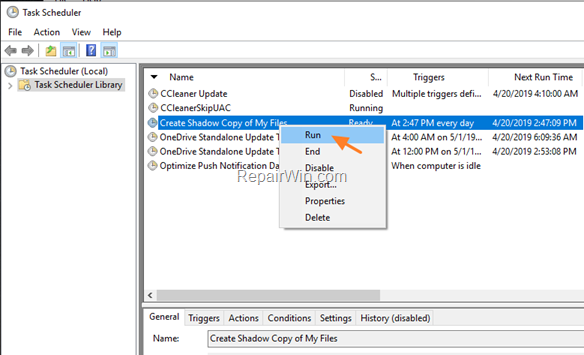 Task Scheduler
File Action View Help
Task Scheduler (Local)
Task Scheduler Library
Name S... Triggers Next Run Time
CCleaner Update Disabled Multiple triggers defi... 4/20/2019 4:10:00 AM
CCleanerSkipUAC Running
Create Shadow Copy of My Files Ready At 2:47 PM every day 4/20/2019 2:47:09 PM
OneDrive Standalone Update T At 4:00 AM on 5/1/19... 4/20/2019 6:09:36 AM
OneDrive Standalone Update T At 12:00 PM on 5/1/1... 4/20/2019 2:53:08 PM
Optimize Push Notification Da When computer is idle
Run
End
Disable
Export...
Properties
Delete
RepairWin.com
General Triggers Actions Conditions Settings History (disabled)
Name: Create Shadow Copy of My Files